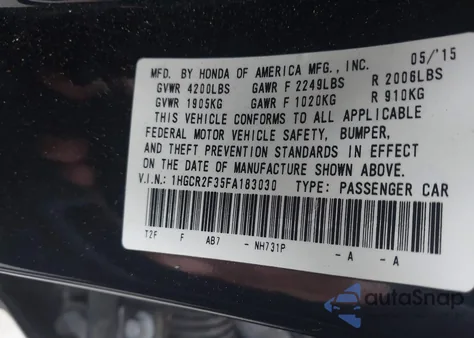 MFD. BY HONDA OF AMERICA MFG., INC. 05/'15
GVWR 4200LBS GAWR F 2249LBS R 2006LBS
GVWR 1905KG GAWR F 1020KG R 910KG
THIS VEHICLE CONFORMS TO ALL APPLICABLE
FEDERAL MOTOR VEHICLE SAFETY, BUMPER,
AND THEFT PREVENTION STANDARDS IN EFFECT
ON THE DATE OF MANUFACTURE SHOWN ABOVE.
V.I.N: 1HGCR2F35FA183030 TYPE: PASSENGER CAR
T2F F AB7 - NH731P - A - A
autoSnap